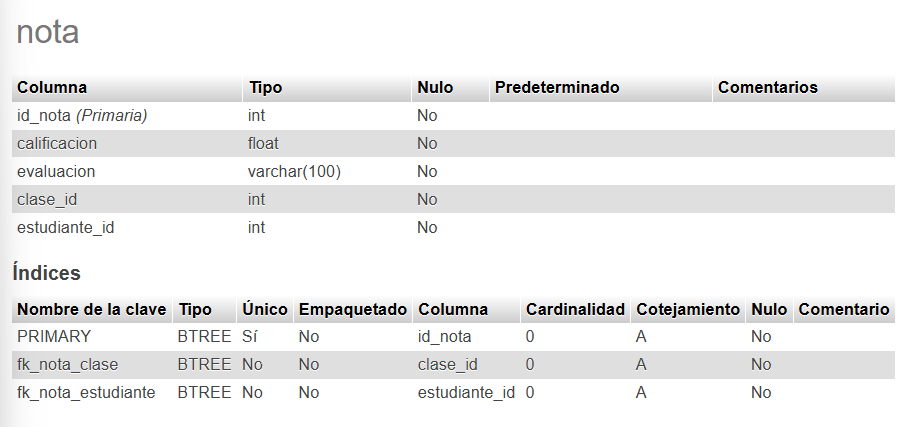 nota
Columna Tipo Nulo Predeterminado Comentarios
id_nota (Primaria) int No
calificacion float No
evaluacion varchar(100) No
clase_id int No
estudiante_id int No
Índices
Nombre de la clave Tipo Único Empaquetado Columna Cardinalidad Cotejamiento Nulo Comentario
PRIMARY BTREE Sí No id_nota 0 A No
fk_nota_clase BTREE No No clase_id 0 A No
fk_nota_estudiante BTREE No No estudiante_id 0 A No